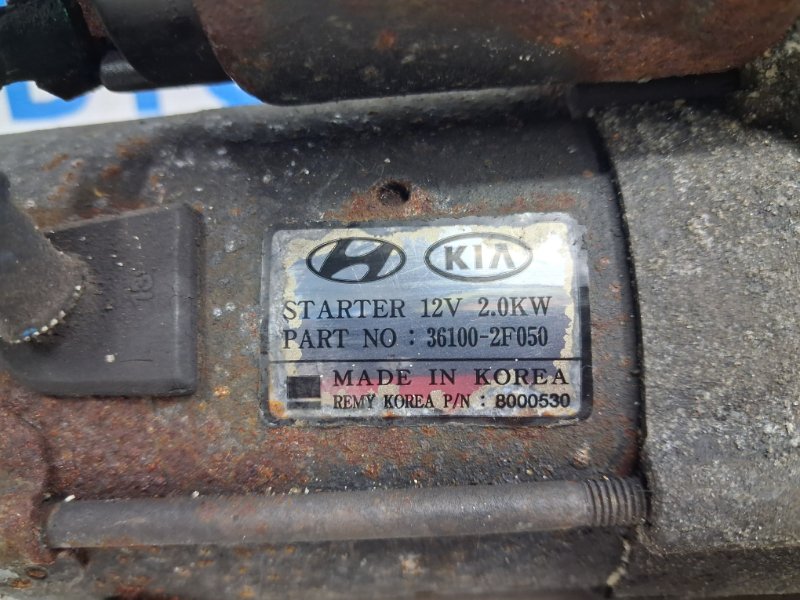 KIA
STARTER 12V 2.0KW
PART NO : 36100-2F050
MADE IN KOREA
REMY KOREA P/N : 8000530